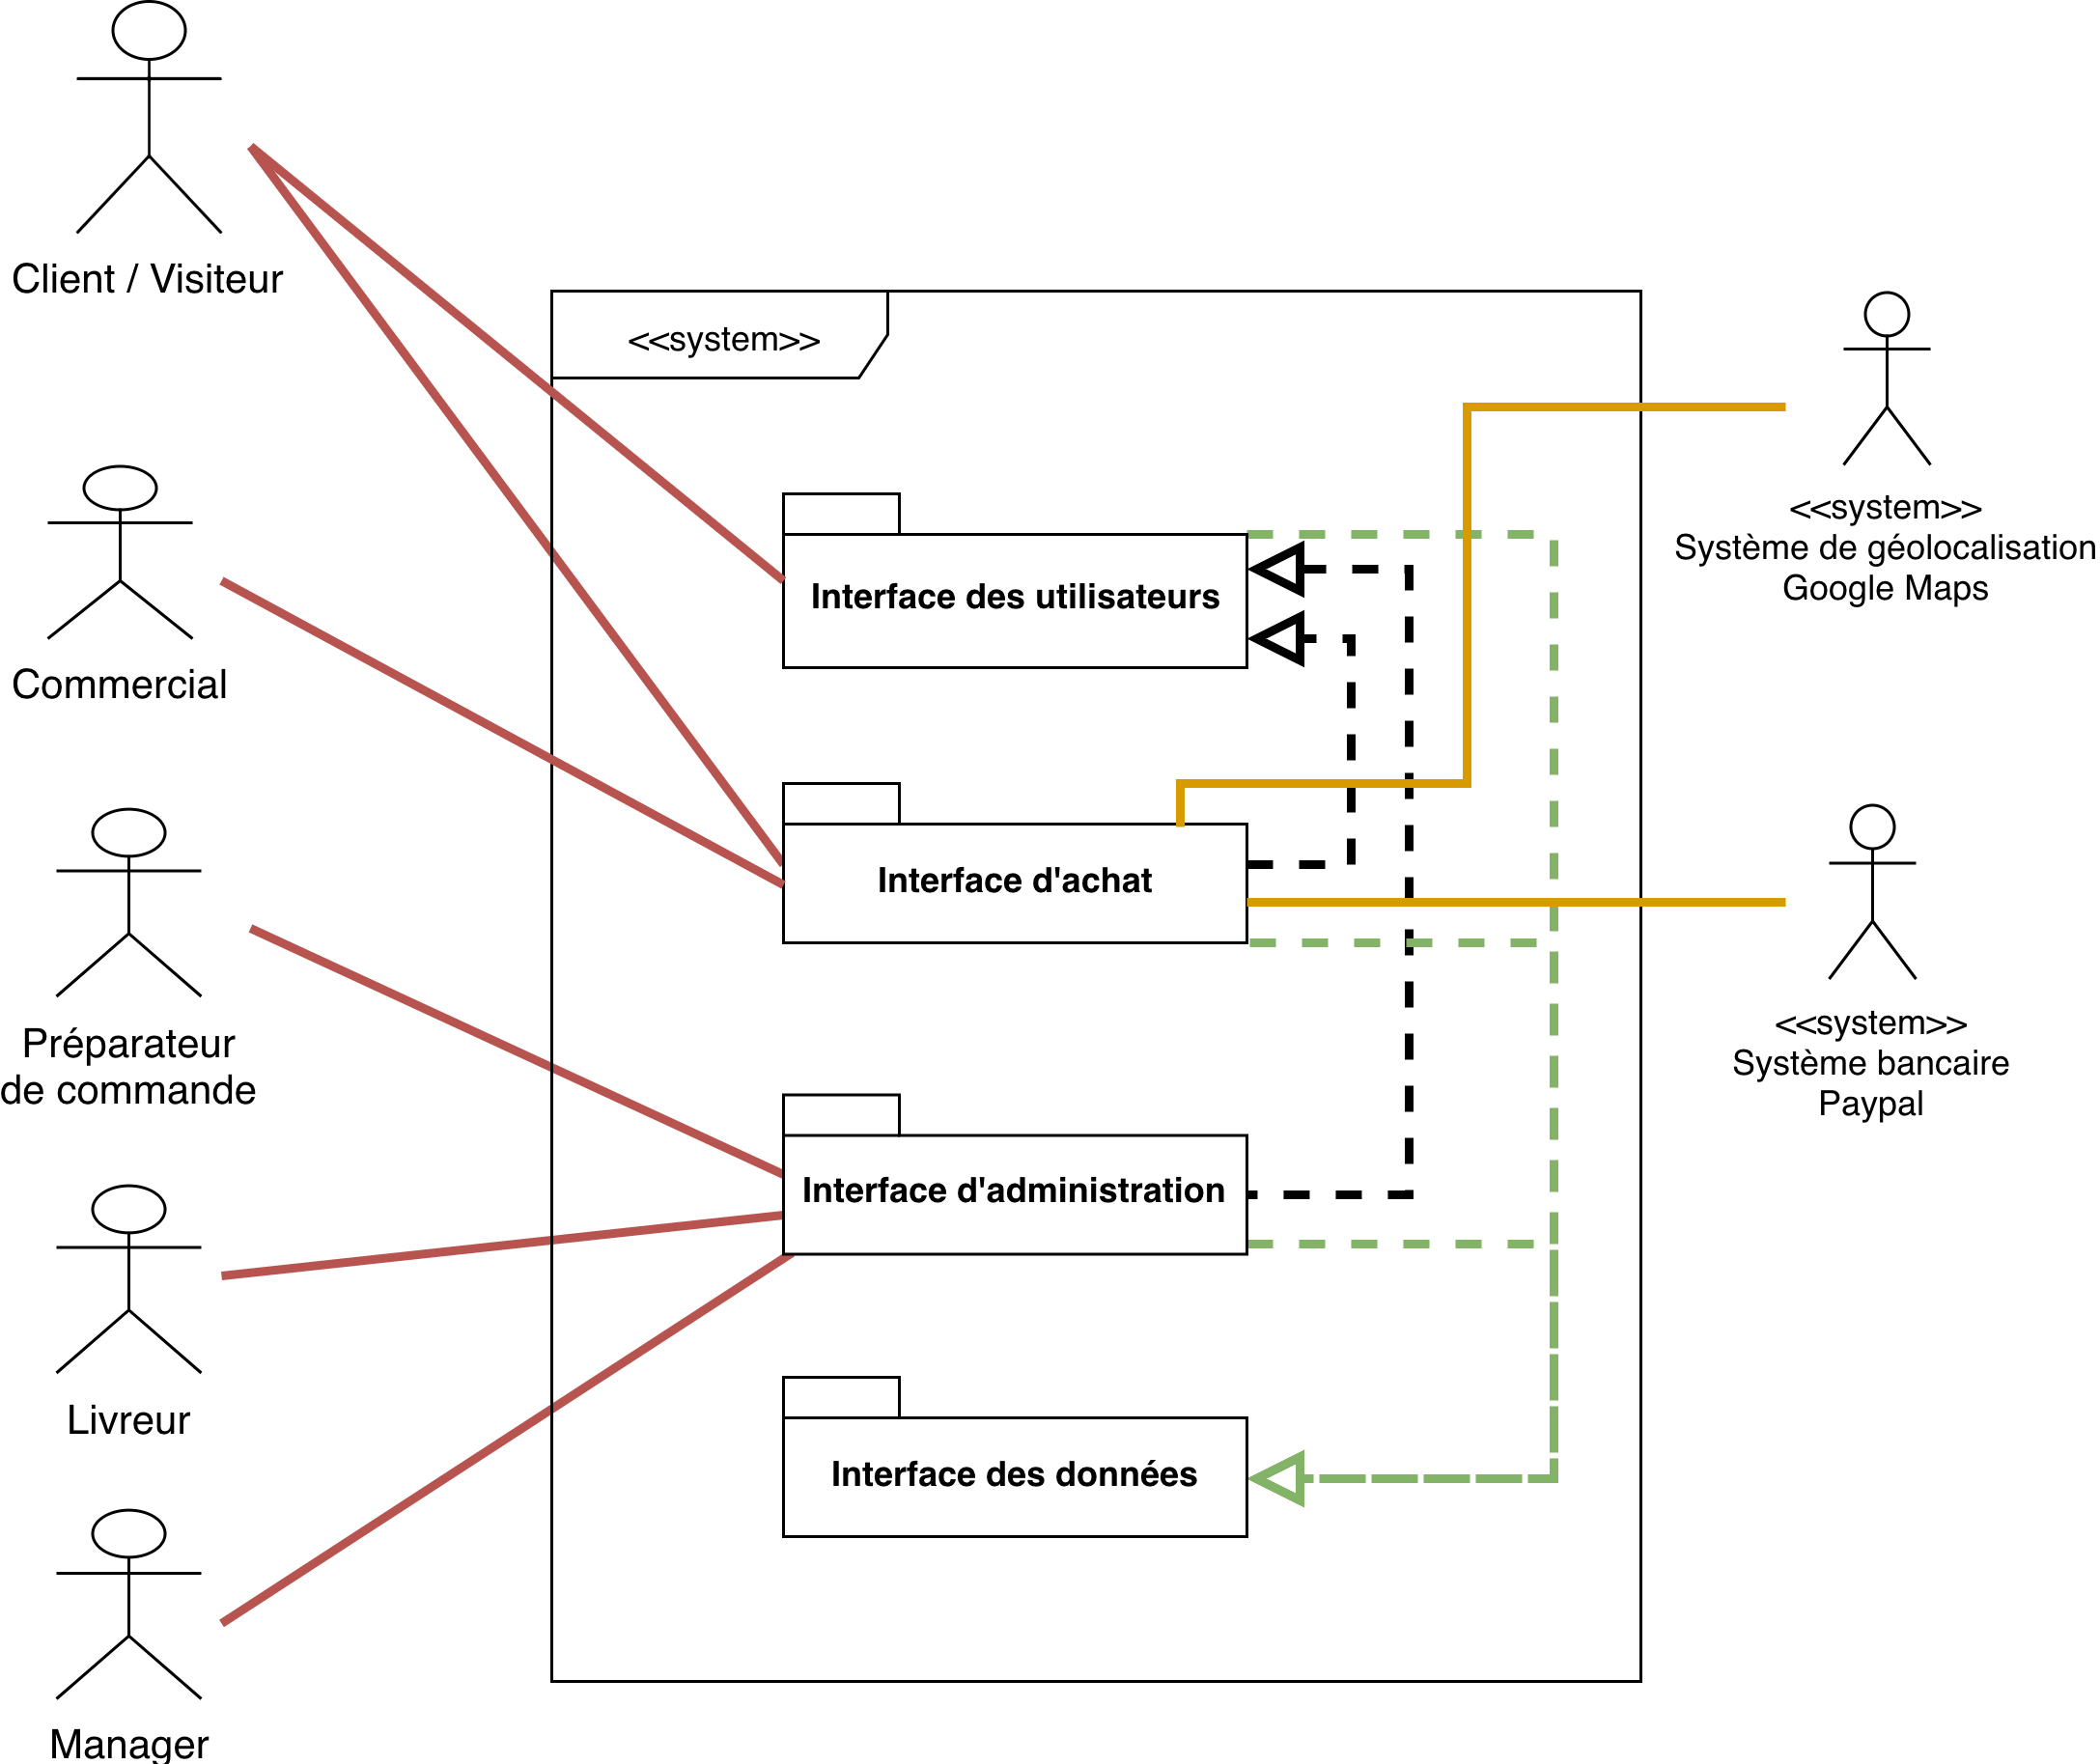 Client / Visiteur
<<system>>
<<system>>
Système de géolocalisation
Google Maps
Interface des utilisateurs
Commercial
Interface d'achat
Préparateur
de commande
<<system>>
Système bancaire
Paypal
Interface d'administration
Livreur
Interface des données
Manager